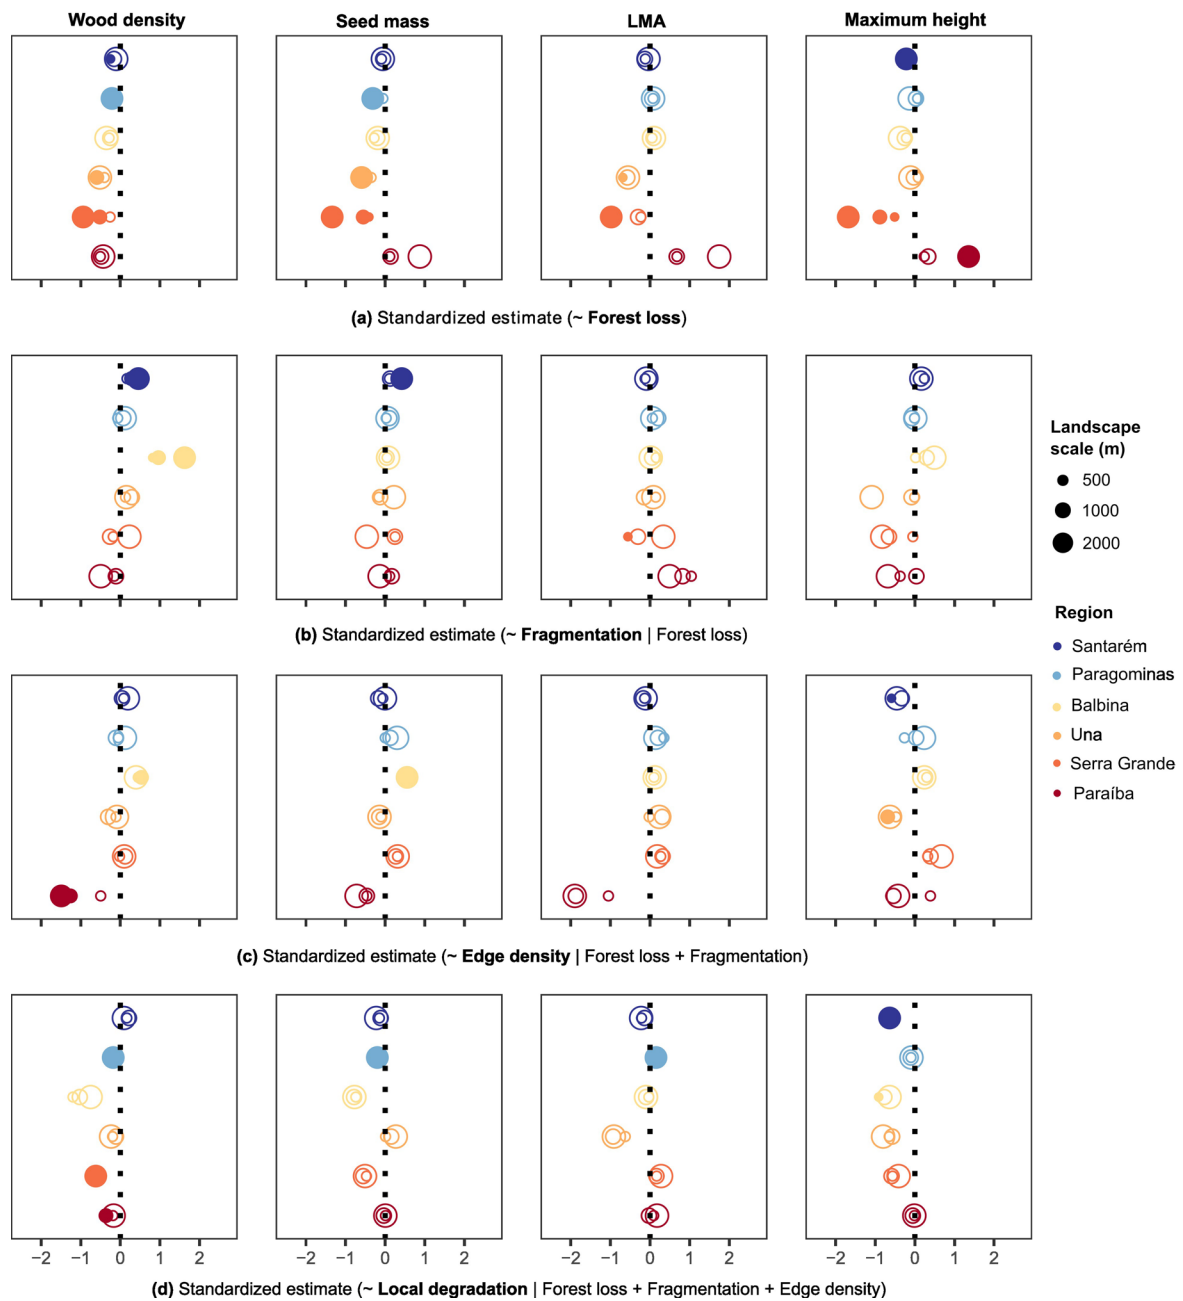 Wood density Seed mass LMA Maximum height
−2 −1 0 1 2 −2 −1 0 1 2 −2 −1 0 1 2 −2 −1 0 1 2
(a) Standardized estimate (~ Forest loss)
(b) Standardized estimate (~ Fragmentation | Forest loss)
(c) Standardized estimate (~ Edge density | Forest loss + Fragmentation)
(d) Standardized estimate (~ Local degradation | Forest loss + Fragmentation + Edge density)
Landscape
scale (m)
500
1000
2000
Region
Santarém
Paragominas
Balbina
Una
Serra Grande
Paraíba